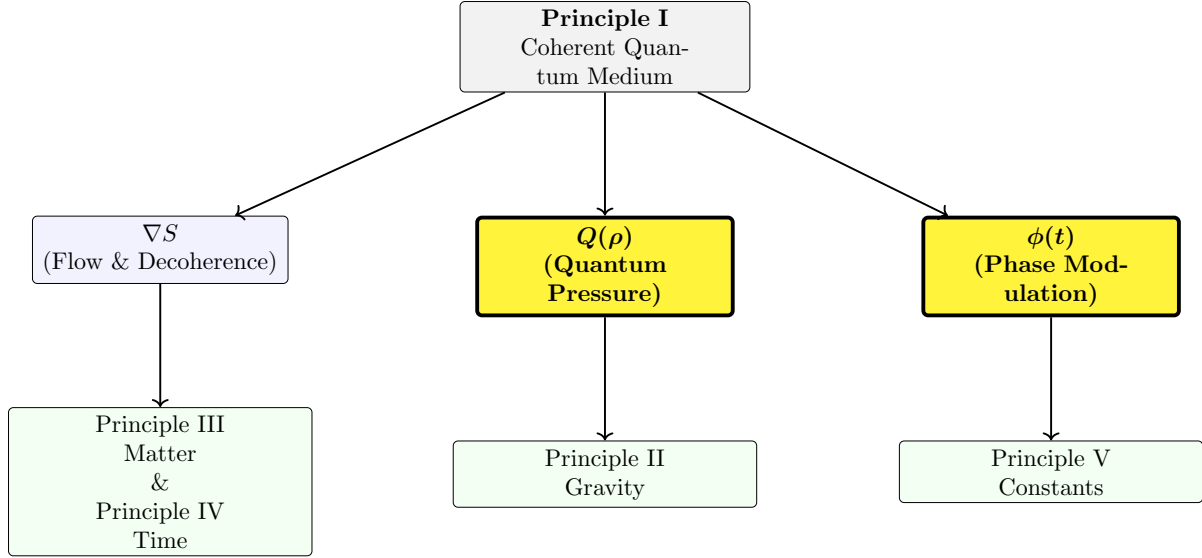 Principle I
Coherent Quan-
tum Medium
∇S
(Flow & Decoherence)
Q(ρ)
(Quantum
Pressure)
ϕ(t)
(Phase Mod-
ulation)
Principle III
Matter
&
Principle IV
Time
Principle II
Gravity
Principle V
Constants